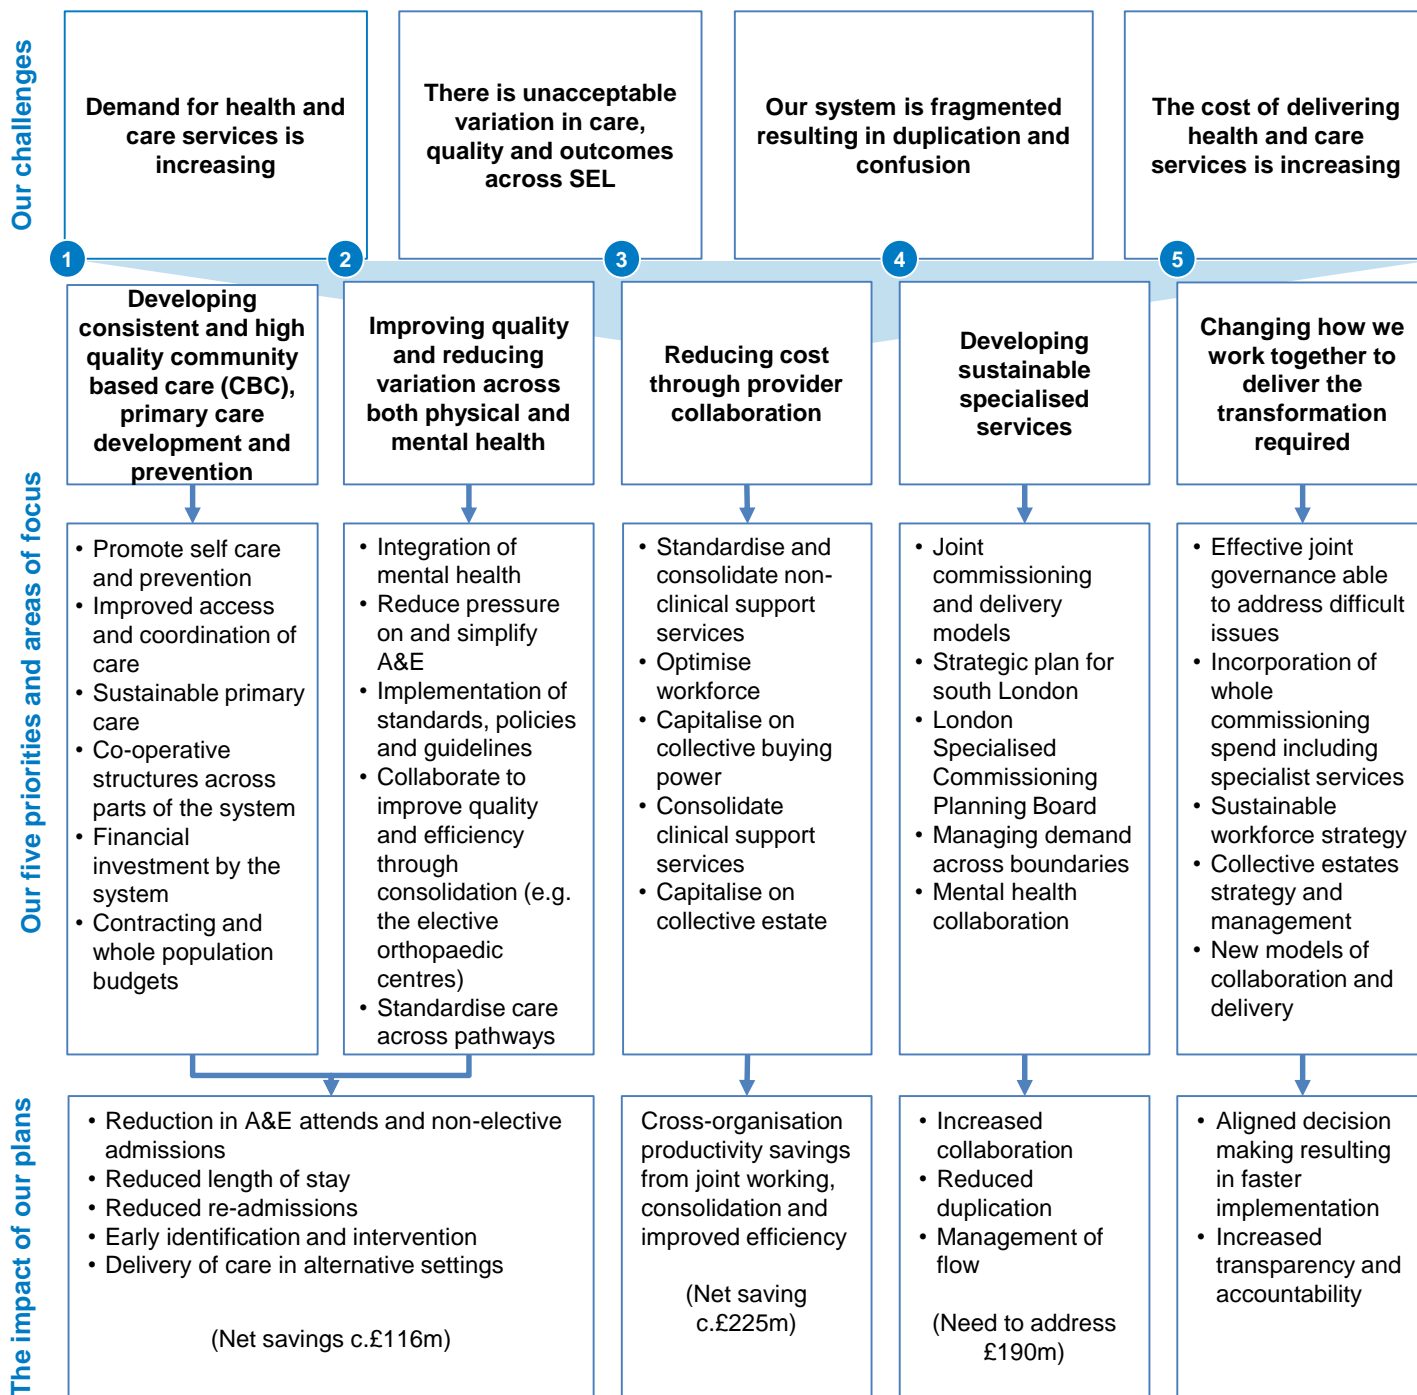 Our challenges
Demand for health and
care services is
increasing
There is unacceptable
variation in care,
quality and outcomes
across SEL
Our system is fragmented
resulting in duplication and
confusion
The cost of delivering
health and care
services is increasing
Our five priorities and areas of focus
1
Developing
consistent and high
quality community
based care (CBC),
primary care
development and
prevention
2
Improving quality
and reducing
variation across
both physical and
mental health
3
Reducing cost
through provider
collaboration
4
Developing
sustainable
specialised
services
5
Changing how we
work together to
deliver the
transformation
required
• Promote self care
and prevention
• Improved access
and coordination of
care
• Sustainable primary
care
• Co-operative
structures across
parts of the system
• Financial
investment by the
system
• Contracting and
whole population
budgets
• Integration of
mental health
• Reduce pressure
on and simplify
A&E
• Implementation of
standards, policies
and guidelines
• Collaborate to
improve quality
and efficiency
through
consolidation (e.g.
the elective
orthopaedic
centres)
• Standardise care
across pathways
• Standardise and
consolidate non-
clinical support
services
• Optimise
workforce
• Capitalise on
collective buying
power
• Consolidate
clinical support
services
• Capitalise on
collective estate
• Joint
commissioning
and delivery
models
• Strategic plan for
south London
• London
Specialised
Commissioning
Planning Board
• Managing demand
across boundaries
• Mental health
collaboration
• Effective joint
governance able
to address difficult
issues
• Incorporation of
whole
commissioning
spend including
specialist services
• Sustainable
workforce strategy
• Collective estates
strategy and
management
• New models of
collaboration and
delivery
The impact of our plans
• Reduction in A&E attends and non-elective
admissions
• Reduced length of stay
• Reduced re-admissions
• Early identification and intervention
• Delivery of care in alternative settings
(Net savings c.£116m)
Cross-organisation
productivity savings
from joint working,
consolidation and
improved efficiency
(Net saving
c.£225m)
• Increased
collaboration
• Reduced
duplication
• Management of
flow
(Need to address
£190m)
• Aligned decision
making resulting
in faster
implementation
• Increased
transparency and
accountability